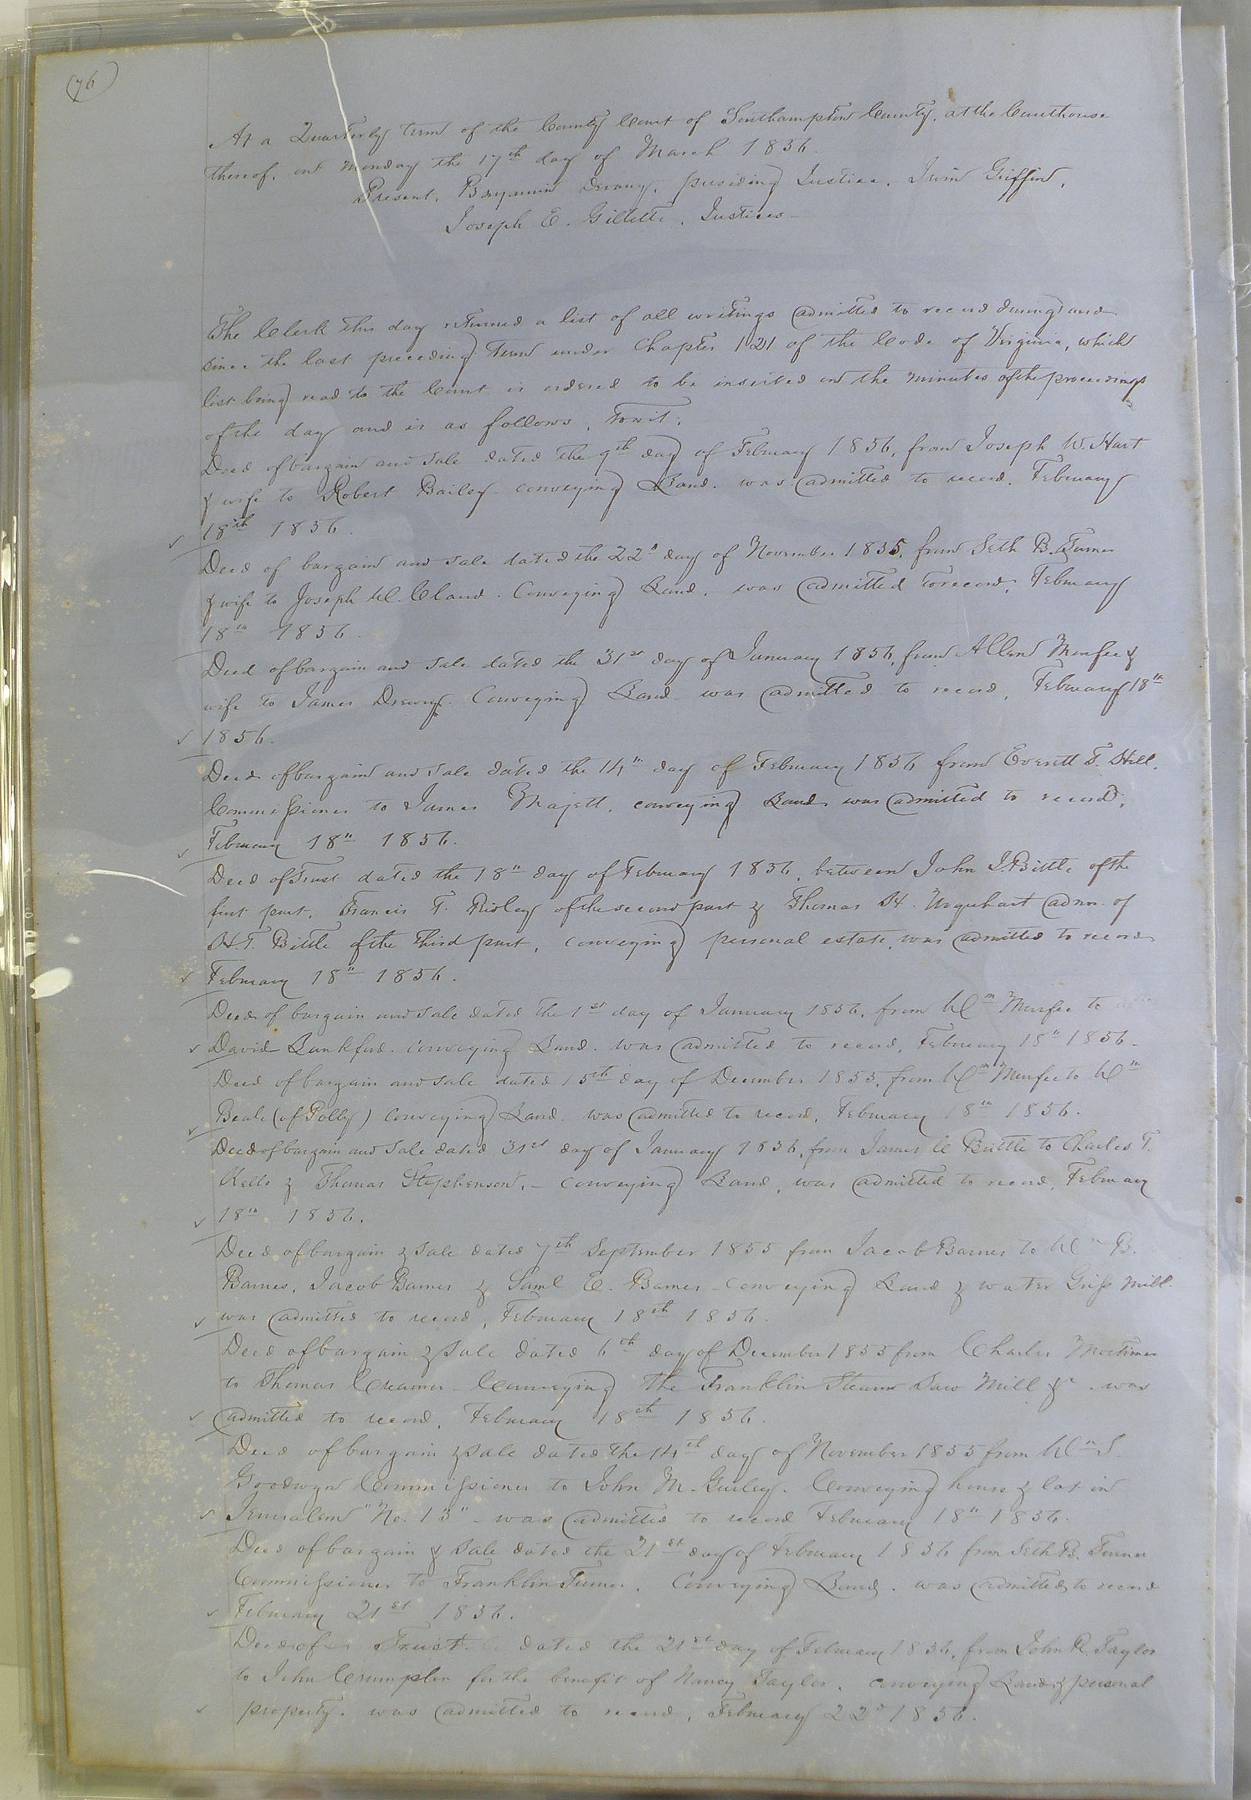 (76)
At a Quarterly term of the County Court of Southampton County, at the Courthouse
thereof, on Monday the 17th day of March 1856.
Present, Benjamin Drewry, presiding Justice, Irwin Griffin,
Joseph E. Gillette, Justices
The Clerk this day returned a list of all writings admitted to record during and
since the last preceding Term under Chapter 121 of the Code of Virginia, which
list being read to the Court is ordered to be inserted on the minutes of the proceedings
of the day and is as follows, Towit;
Deed of bargain and sale dated the 9th day of February 1856, from Joseph W. Hart
& wife to Robert Bailey conveying Land. was admitted to record, February
18th 1856.
Deed of bargain and sale dated the 22d day of November 1855, from Seth B. Turner
& wife to Joseph W. Claud. Conveying Land. was admitted to record, February
18th 1856.
Deed of bargain and sale dated the 31st day of January 1856, from Allen Murfee &
wife to James Drewry. Conveying Land was admitted to record, February 18th
1856.
Deed of bargain and sale dated the 14th day of February 1856 from Everett T. Hill,
Commissioner to James Majett, conveying Land was admitted to record,
February 18th 1856.
Deed of Trust dated the 18th day of February 1856, between John I. Bittle of the
first part, Francis T. Ridley of the second part & Thomas H. Urquhart admr. of
H. T. Bittle of the third part, conveying personal estate, was admitted to record
February 18th 1856.
Deed of bargain and sale dated the 1st day of January 1856, from Wm Murfee to
David Lankford. conveying Land. was admitted to record, February 18th 1856.
Deed of bargain and sale dated 15th day of December 1855, from Wm Murfee to Wm
Beale (of Polly) conveying Land. was admitted to record, February 18th 1856.
Deed of bargain and sale dated 31st day of January 1856, from James C Brittle to Charles T.
Kello & Thomas Stephenson, conveying Land, was admitted to record, February
18th 1856.
Deed of bargain & sale dated 7th September 1855 from Jacob Barnes to Wm B.
Barnes, Jacob Barnes & Saml E. Barnes conveying Land & water Grist Mill.
was admitted to record, February 18th 1856.
Deed of bargain & sale dated 6th day of December 1855 from Charles Mortimer
to Thomas Creamer Conveying the Franklin Steam Saw Mill &c. was
admitted to record, February 18th 1856.
Deed of bargain & sale dated the 14th day of November 1855 from Wm S.
Goodwyn Commissioner to John M. Gurley. Conveying house & lot in
Jerusalem "No. 13" was admitted to record February 18th 1856.
Deed of bargain & sale dated the 21st day of February 1856 from Seth B. Turner
Commissioner to Franklin Turner. Conveying Land. was admitted to record
February 21st 1856.
Deed of Trust dated the 21st day of February 1856, from John R. Taylor
to John Crumpler for the benefit of Nancy Taylor, conveying Land & personal
property. was admitted to record, February 22d 1856.